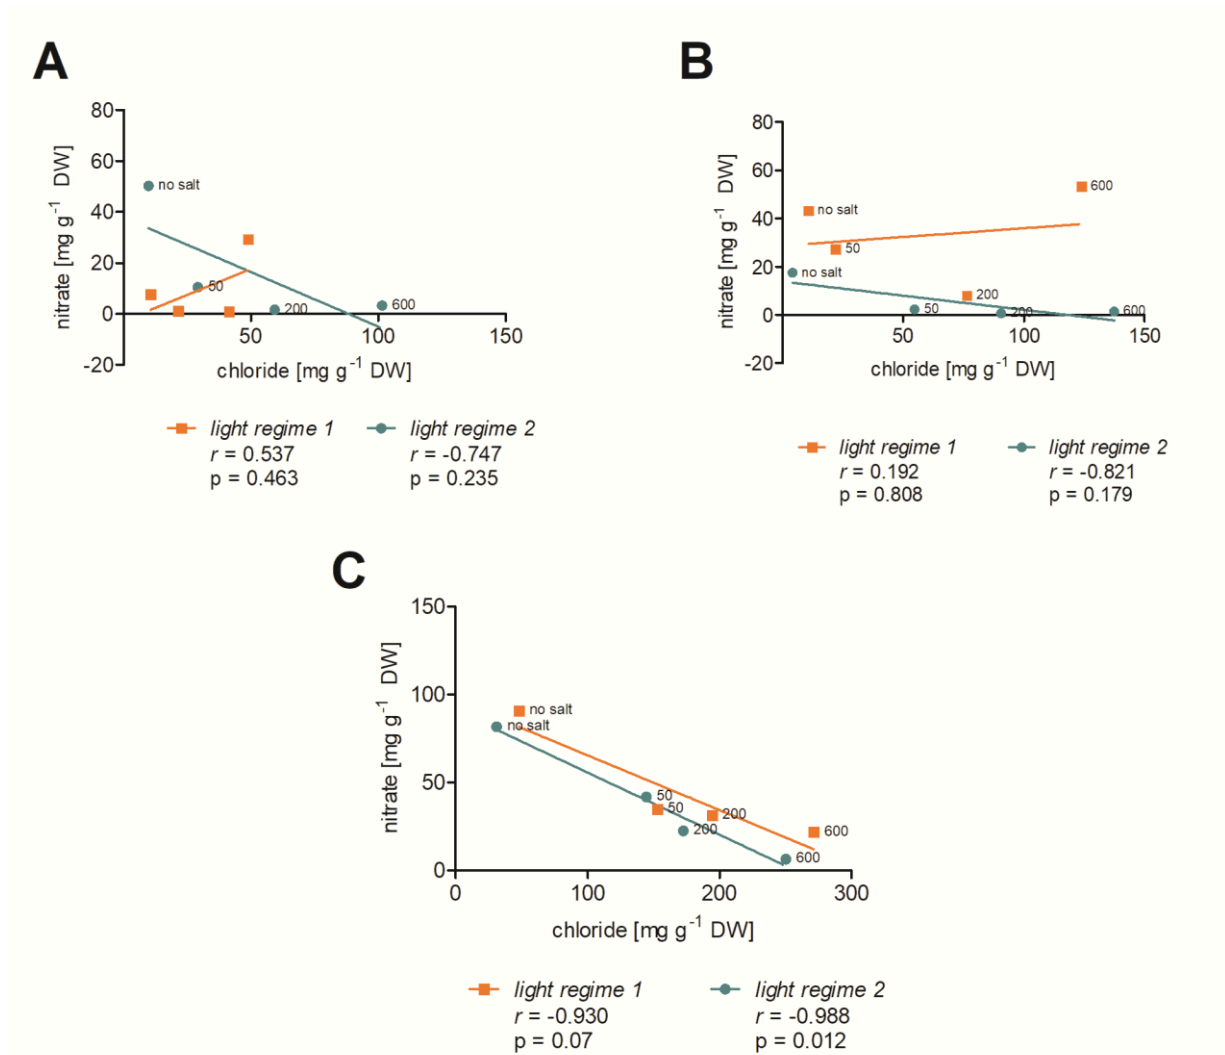 A
80
60
40
20
0
-20
nitrate [mg g-1 DW]
no salt
50
200
600
50
100
150
chloride [mg g-1 DW]
light regime 1
r = 0.537
p = 0.463
light regime 2
r = -0.747
p = 0.235
B
80
60
40
20
0
-20
nitrate [mg g-1 DW]
no salt
50
200
600
no salt
50
200
600
50
100
150
chloride [mg g-1 DW]
light regime 1
r = 0.192
p = 0.808
light regime 2
r = -0.821
p = 0.179
C
150
100
50
0
nitrate [mg g-1 DW]
no salt
no salt
50
50
200
200
600
600
0
100
200
300
chloride [mg g-1 DW]
light regime 1
r = -0.930
p = 0.07
light regime 2
r = -0.988
p = 0.012